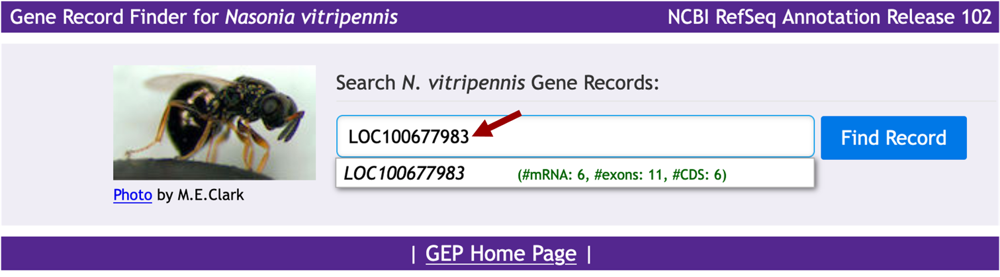 Gene Record Finder for Nasonia vitripennis NCBI RefSeq Annotation Release 102
Search N. vitripennis Gene Records:
LOC100677983 Find Record
LOC100677983 (#mRNA: 6, #exons: 11, #CDS: 6)
Photo by M.E.Clark
| GEP Home Page |